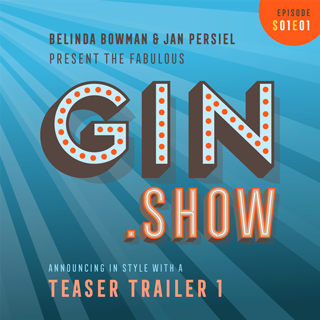 EPISODE
S01E01
BELINDA BOWMAN & JAN PERSIEL
PRESENT THE FABULOUS
GIN
.SHOW
ANNOUNCING IN STYLE WITH A
TEASER TRAILER 1